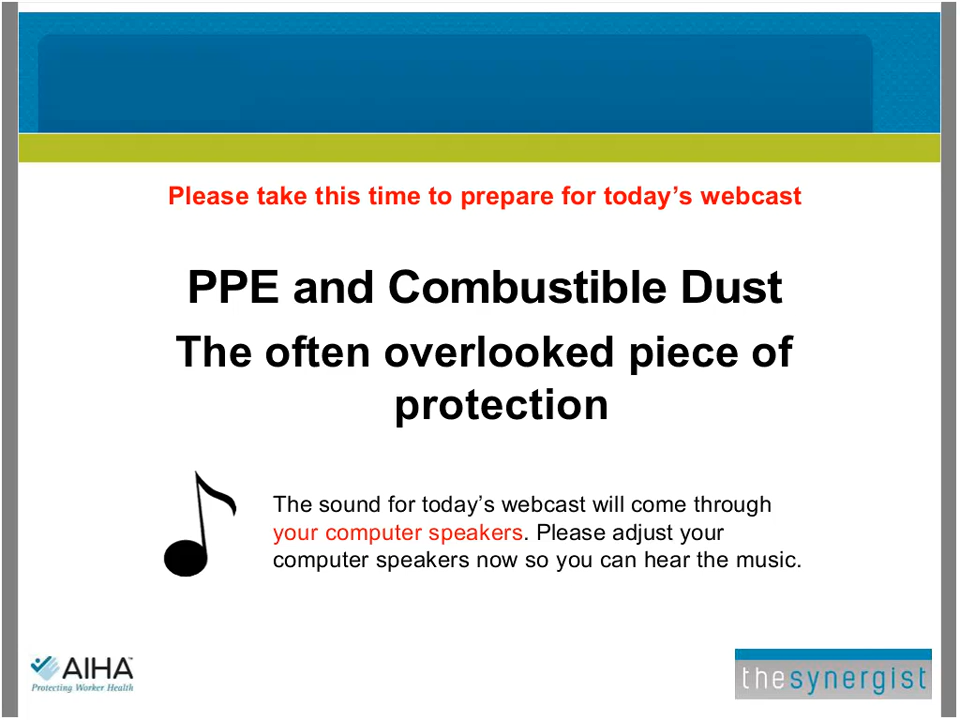 Please take this time to prepare for today’s webcast
PPE and Combustible Dust
The often overlooked piece of
protection
The sound for today’s webcast will come through
your computer speakers. Please adjust your
computer speakers now so you can hear the music.
AIHA™
Protecting Worker Health
thesynergist